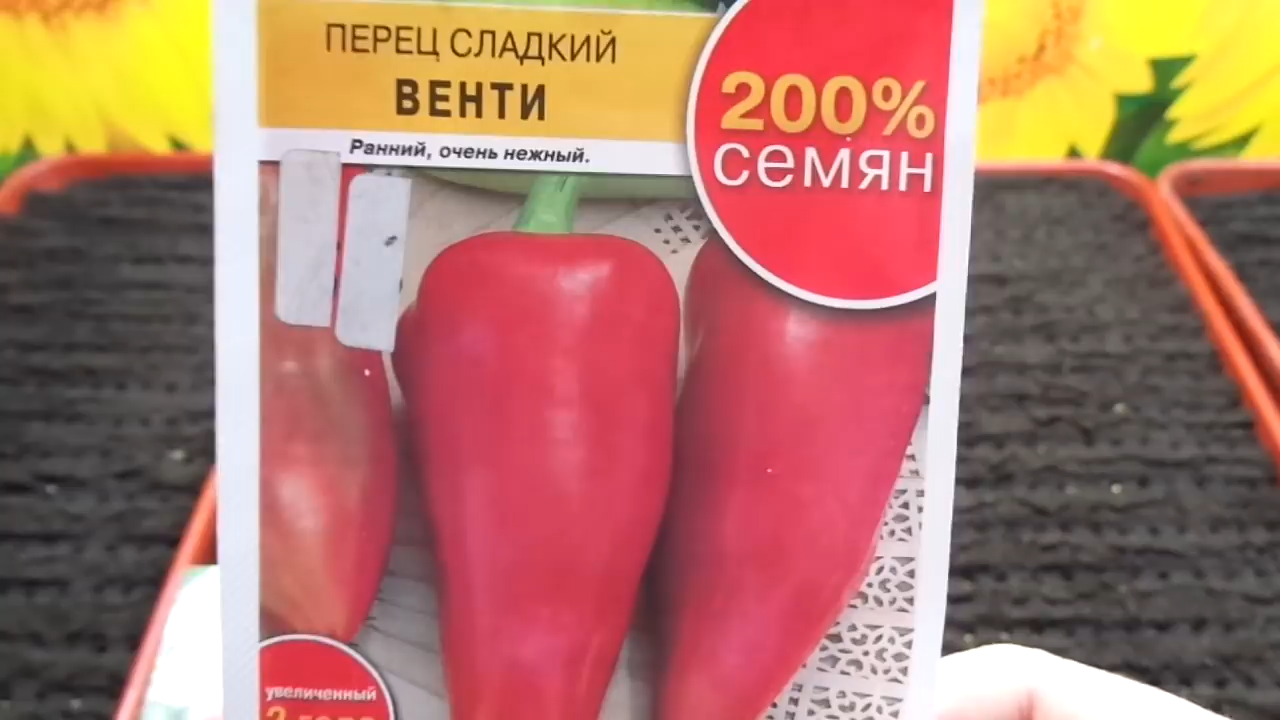 ПЕРЕЦ СЛАДКИЙ
ВЕНТИ
Ранний, очень нежный.
200%
семян
увеличенный